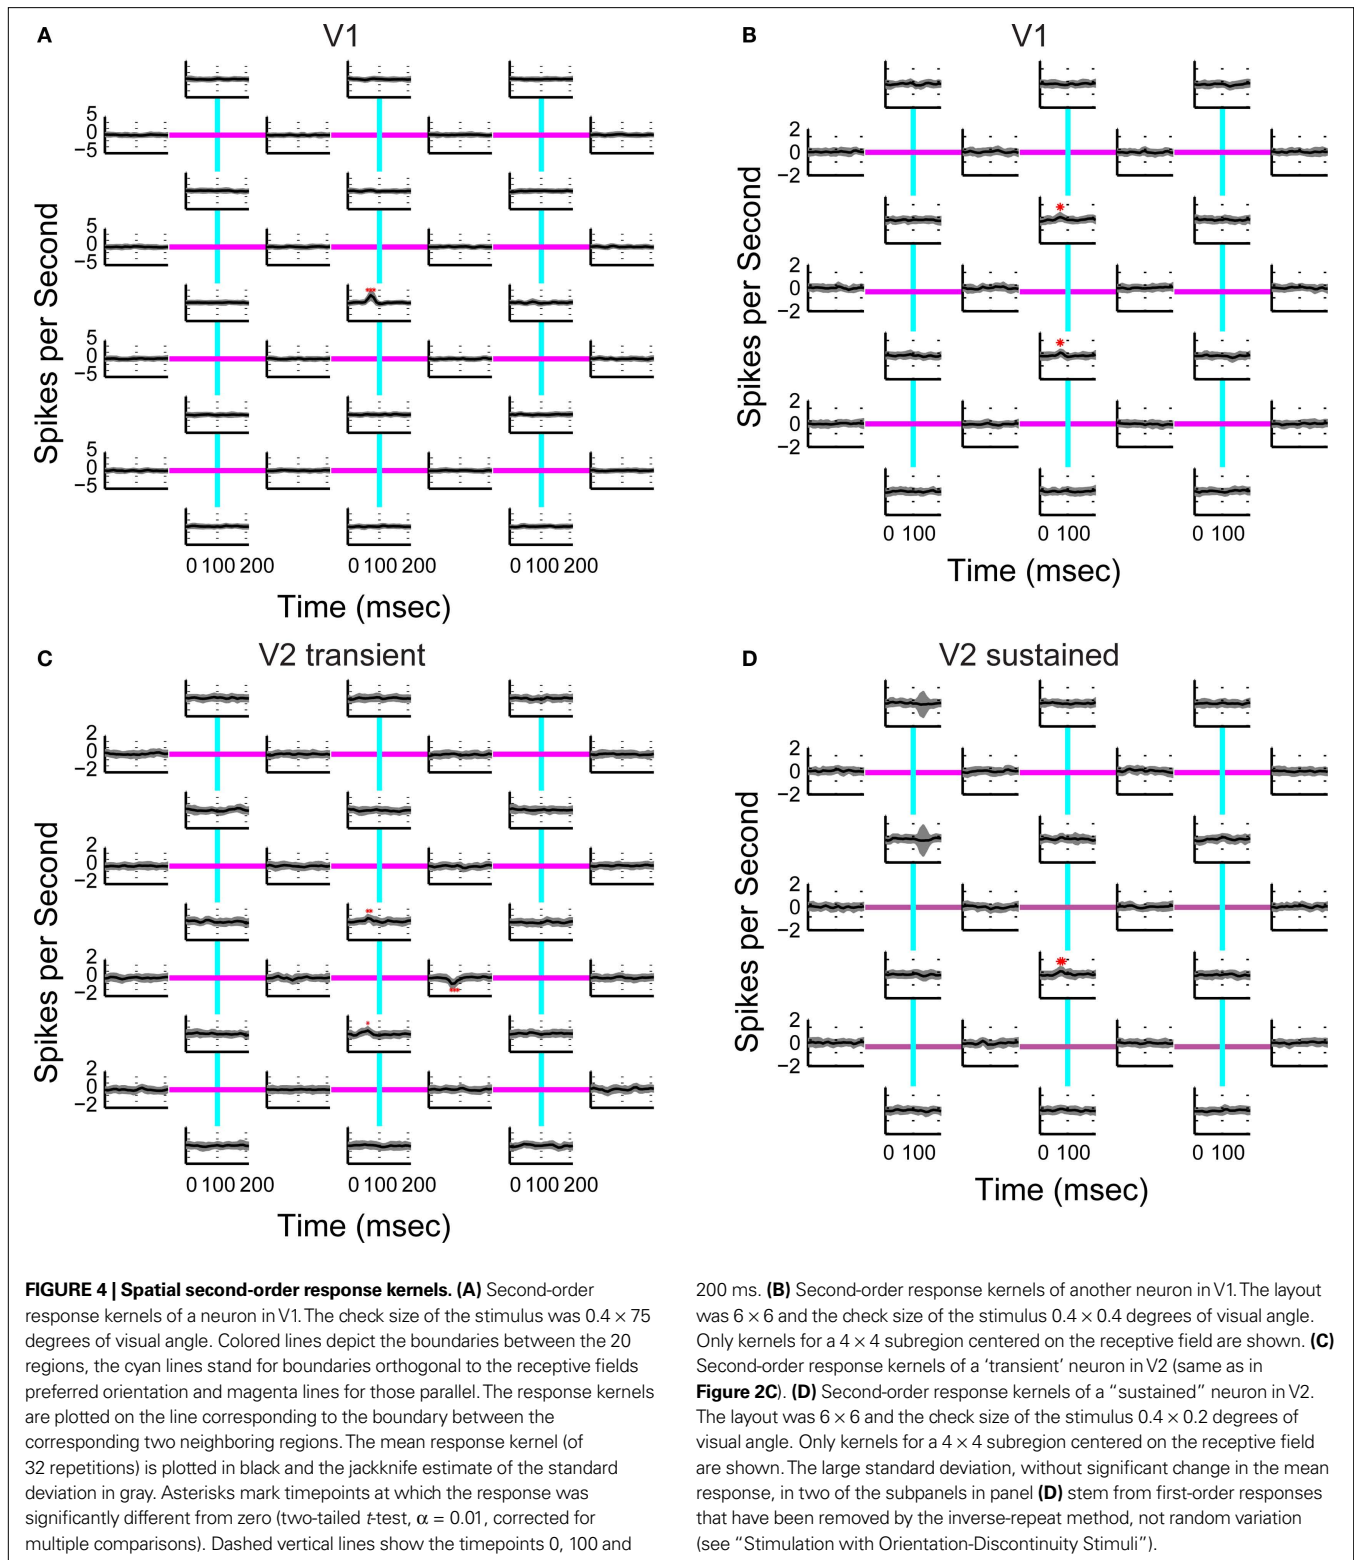 A
V1
5
0
−5
5
0
−5
5
0
−5
5
0
−5
Spikes per Second
0 100 200
0 100 200
0 100 200
Time (msec)
B
V1
2
0
−2
2
0
−2
2
0
−2
Spikes per Second
0 100
0 100
0 100
Time (msec)
C
V2 transient
2
0
−2
2
0
−2
2
0
−2
2
0
−2
Spikes per Second
0 100 200
0 100 200
0 100 200
Time (msec)
D
V2 sustained
2
0
−2
2
0
−2
2
0
−2
Spikes per Second
0 100
0 100
0 100
Time (msec)
FIGURE 4 | Spatial second-order response kernels. (A) Second-order
response kernels of a neuron in V1. The check size of the stimulus was 0.4 × 75
degrees of visual angle. Colored lines depict the boundaries between the 20
regions, the cyan lines stand for boundaries orthogonal to the receptive fields
preferred orientation and magenta lines for those parallel. The response kernels
are plotted on the line corresponding to the boundary between the
corresponding two neighboring regions. The mean response kernel (of
32 repetitions) is plotted in black and the jackknife estimate of the standard
deviation in gray. Asterisks mark timepoints at which the response was
significantly different from zero (two-tailed t-test, α = 0.01, corrected for
multiple comparisons). Dashed vertical lines show the timepoints 0, 100 and
200 ms. (B) Second-order response kernels of another neuron in V1. The layout
was 6 × 6 and the check size of the stimulus 0.4 × 0.4 degrees of visual angle.
Only kernels for a 4 × 4 subregion centered on the receptive field are shown. (C)
Second-order response kernels of a ‘transient’ neuron in V2 (same as in
Figure 2C). (D) Second-order response kernels of a “sustained” neuron in V2.
The layout was 6 × 6 and the check size of the stimulus 0.4 × 0.2 degrees of
visual angle. Only kernels for a 4 × 4 subregion centered on the receptive field
are shown. The large standard deviation, without significant change in the mean
response, in two of the subpanels in panel (D) stem from first-order responses
that have been removed by the inverse-repeat method, not random variation
(see “Stimulation with Orientation-Discontinuity Stimuli”).